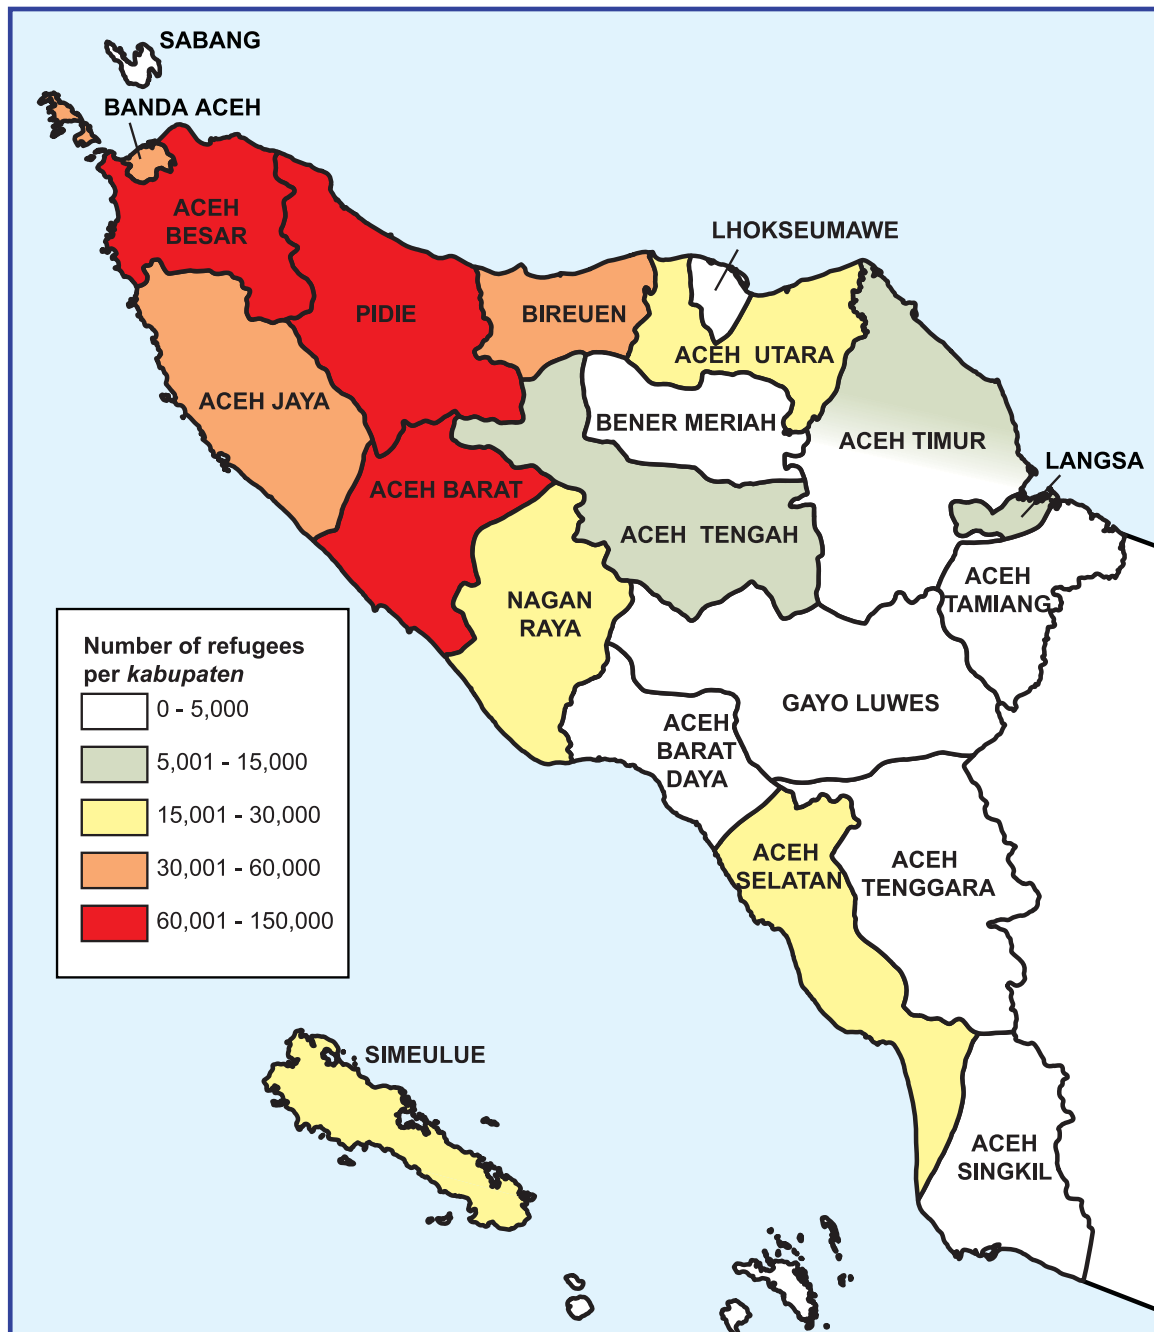 SABANG
BANDA ACEH
ACEH
BESAR
LHOKSEUMAWE
PIDIE
BIREUEN
ACEH UTARA
ACEH JAYA
BENER MERIAH
ACEH TIMUR
LANGSA
ACEH BARAT
ACEH TENGAH
ACEH
TAMIANG
NAGAN
RAYA
GAYO LUWES
ACEH
BARAT
DAYA
ACEH
SELATAN
ACEH
TENGGARA
SIMEULUE
ACEH
SINGKIL
Number of refugees
per kabupaten
0 - 5,000
5,001 - 15,000
15,001 - 30,000
30,001 - 60,000
60,001 - 150,000